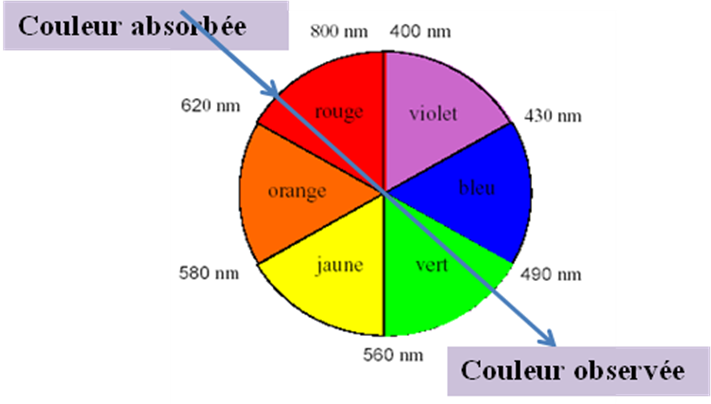 Couleur absorbée
800 nm 400 nm
620 nm
rouge violet
430 nm
orange bleu
jaune vert
580 nm 490 nm
560 nm
Couleur observée